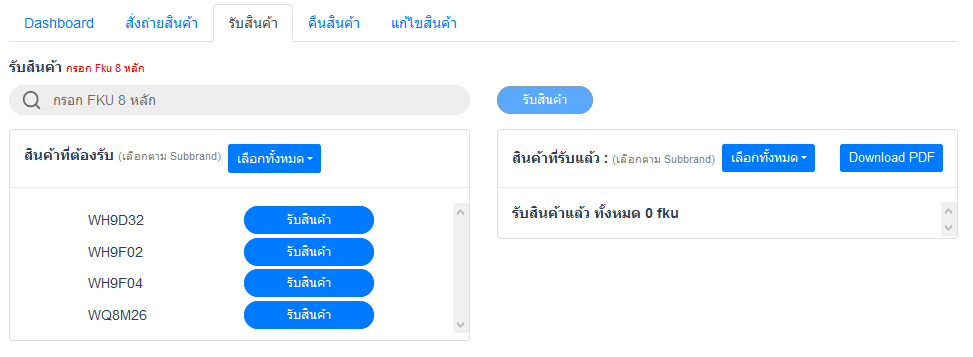 Dashboard สั่งถ่ายสินค้า รับสินค้า คืนสินค้า แก้ไขสินค้า
รับสินค้า กรอก Fku 8 หลัก
กรอก FKU 8 หลัก รับสินค้า
สินค้าที่ต้องรับ (เลือกตาม Subbrand) เลือกทั้งหมด
สินค้าที่รับแล้ว : (เลือกตาม Subbrand) เลือกทั้งหมด Download PDF
WH9D32 รับสินค้า
WH9F02 รับสินค้า
WH9F04 รับสินค้า
WQ8M26 รับสินค้า
รับสินค้าแล้ว ทั้งหมด 0 fku